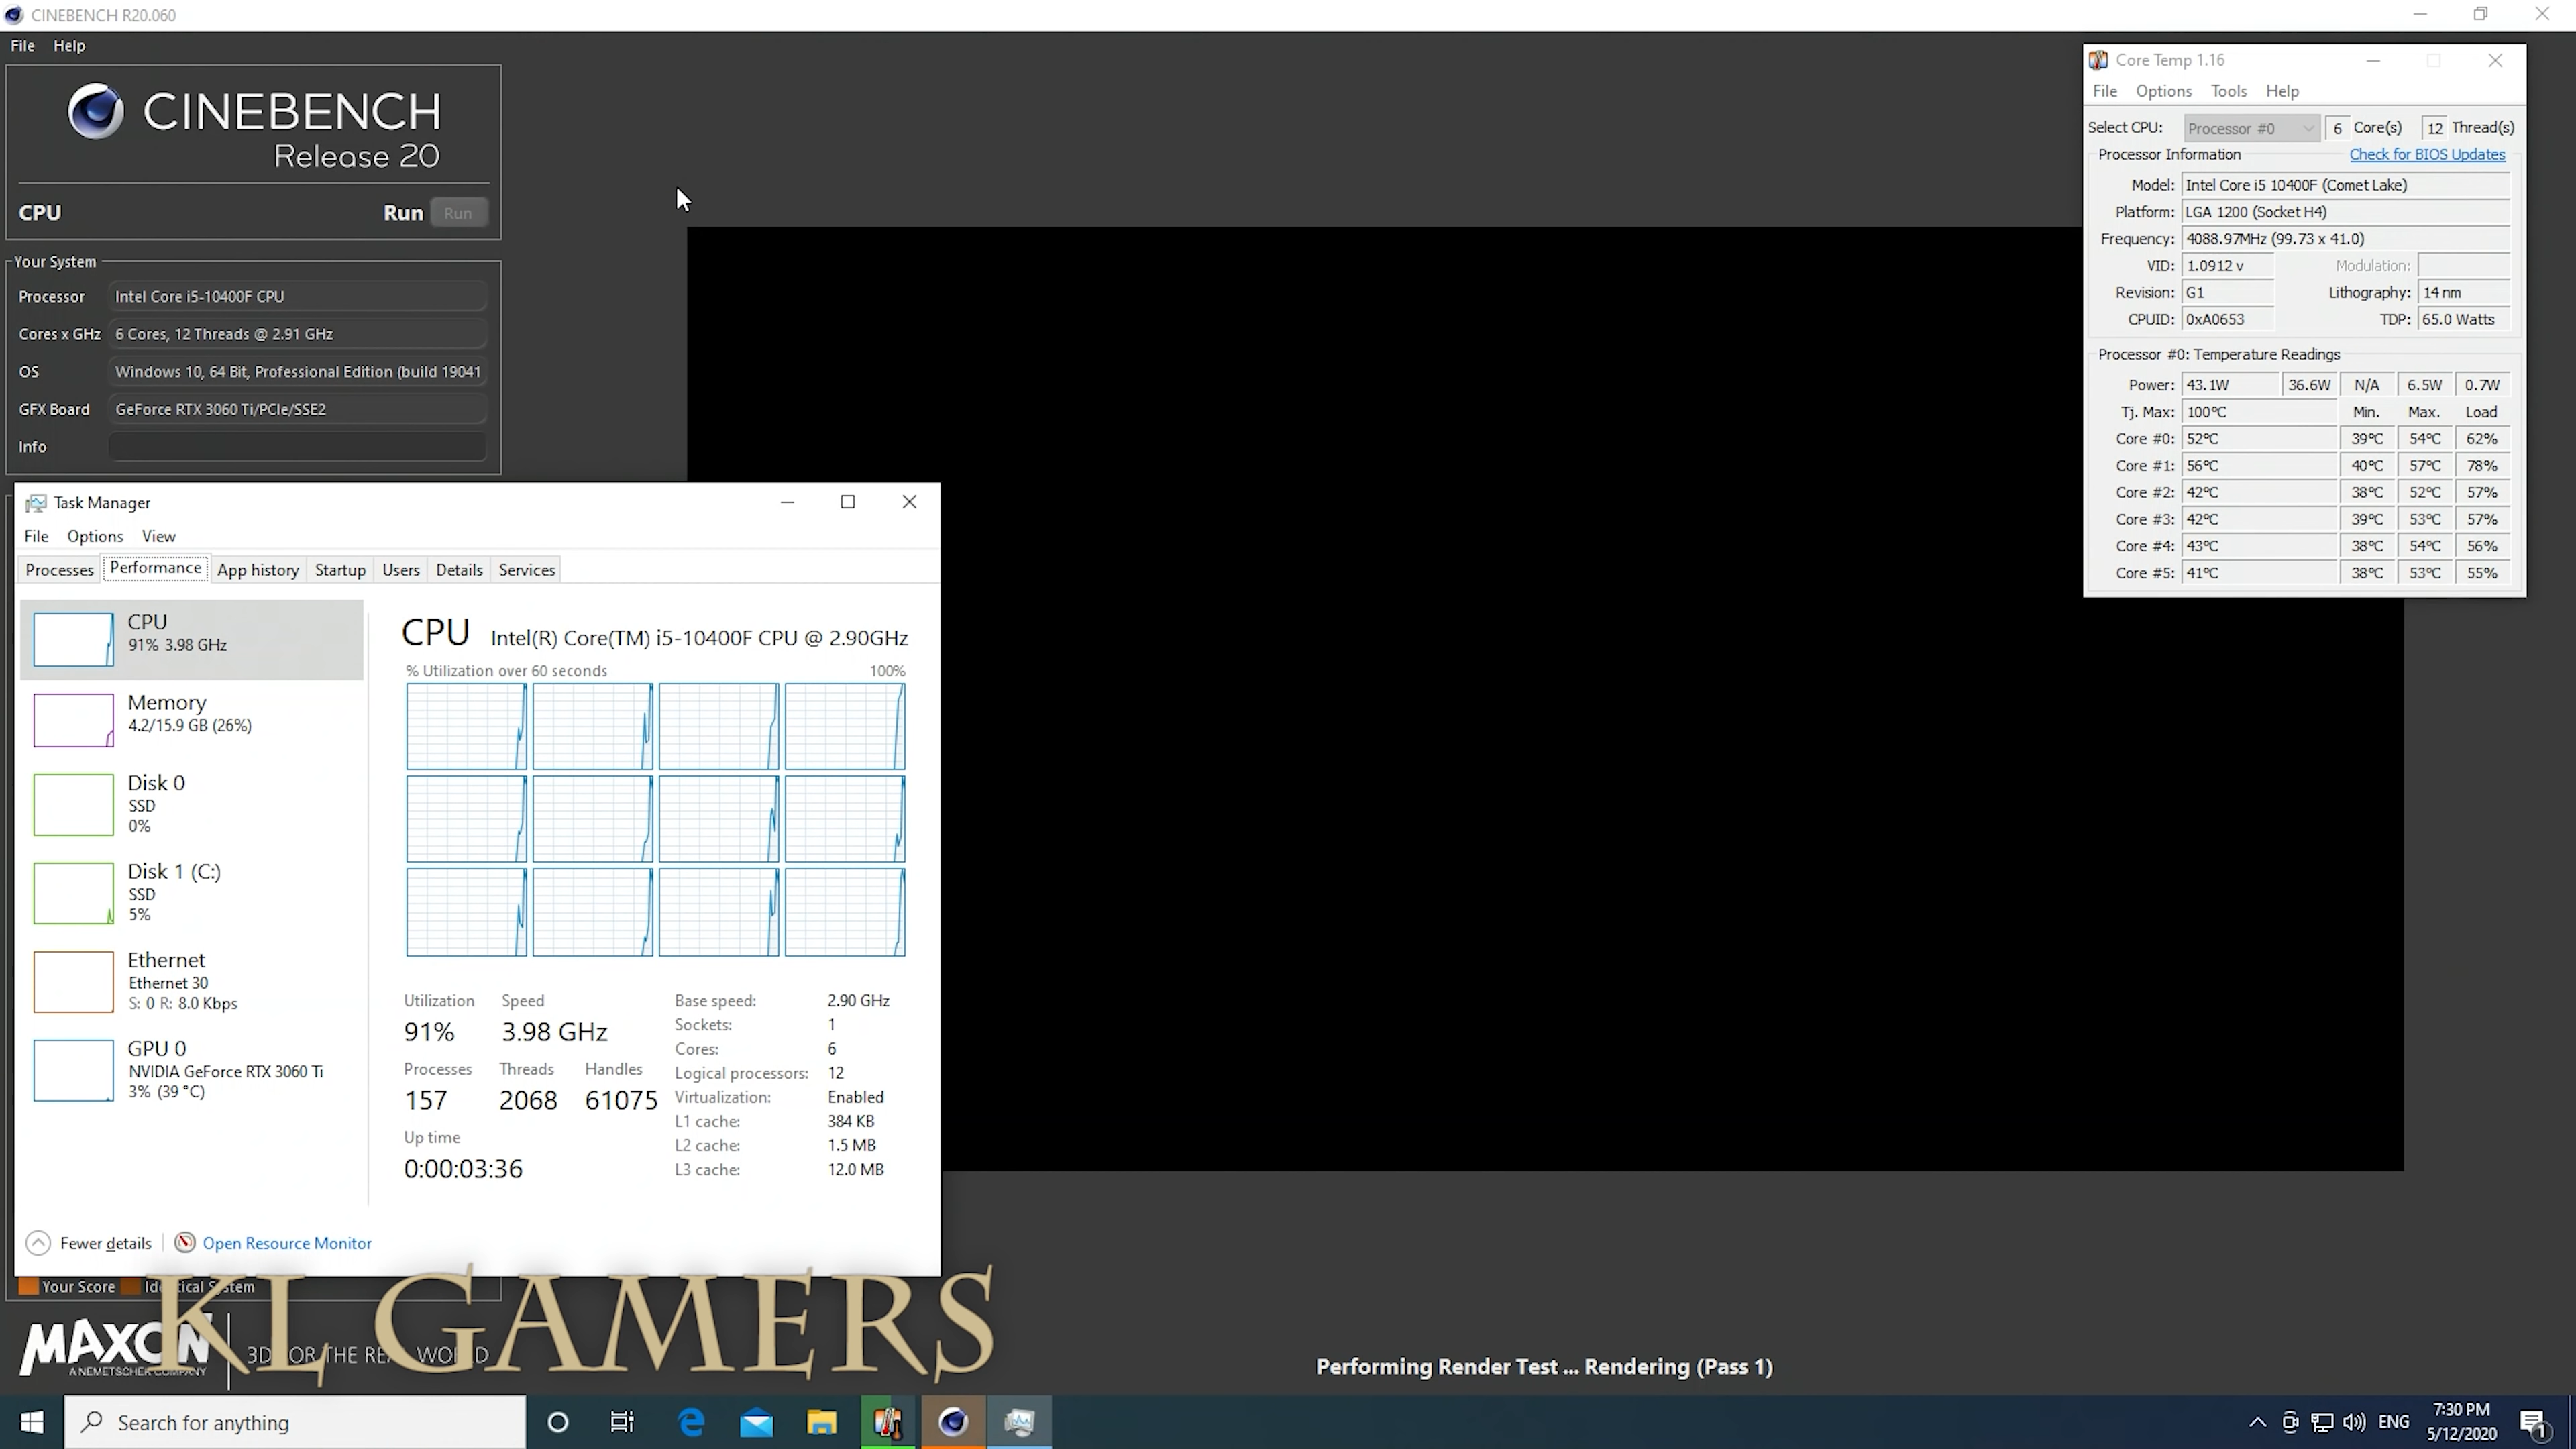 CINEBENCH R20.060
File Help
CINEBENCH
Release 20
CPU Run Run
Your System
Processor Intel Core i5-10400F CPU
Cores x GHz 6 Cores, 12 Threads @ 2.91 GHz
OS Windows 10, 64 Bit, Professional Edition (build 19041
GFX Board GeForce RTX 3060 Ti/PCIe/SSE2
Info
Core Temp 1.16
File Options Tools Help
Select CPU: Processor #0 6 Core(s) 12 Thread(s)
Processor Information Check for BIOS Updates
Model: Intel Core i5 10400F (Comet Lake)
Platform: LGA 1200 (Socket H4)
Frequency: 4088.97MHz (99.73 x 41.0)
VID: 1.0912 v Modulation:
Revision: G1 Lithography: 14 nm
CPUID: 0xA0653 TDP: 65.0 Watts
Processor #0: Temperature Readings
Power: 43.1W 36.6W N/A 6.5W 0.7W
Tj. Max: 100°C Min. Max. Load
Core #0: 52°C 39°C 54°C 62%
Core #1: 56°C 40°C 57°C 78%
Core #2: 42°C 38°C 52°C 57%
Core #3: 42°C 39°C 53°C 57%
Core #4: 43°C 38°C 54°C 56%
Core #5: 41°C 38°C 53°C 55%
Task Manager
File Options View
Processes Performance App history Startup Users Details Services
CPU
91% 3.98 GHz
Memory
4.2/15.9 GB (26%)
Disk 0
SSD
0%
Disk 1 (C:)
SSD
5%
Ethernet
Ethernet 30
S: 0 R: 8.0 Kbps
GPU 0
NVIDIA GeForce RTX 3060 Ti
3% (39 °C)
CPU Intel(R) Core(TM) i5-10400F CPU @ 2.90GHz
% Utilization over 60 seconds 100%
Utilization Speed
91% 3.98 GHz
Processes Threads Handles
157 2068 61075
Up time
0:00:03:36
Base speed: 2.90 GHz
Sockets: 1
Cores: 6
Logical processors: 12
Virtualization: Enabled
L1 cache: 384 KB
L2 cache: 1.5 MB
L3 cache: 12.0 MB
Fewer details Open Resource Monitor
Your Score Identical System
KL GAMERS
MAXON
A NEMETSCHEK COMPANY
3D FOR THE REAL WORLD
Performing Render Test ... Rendering (Pass 1)
Search for anything
ENG
7:30 PM
5/12/2020
1